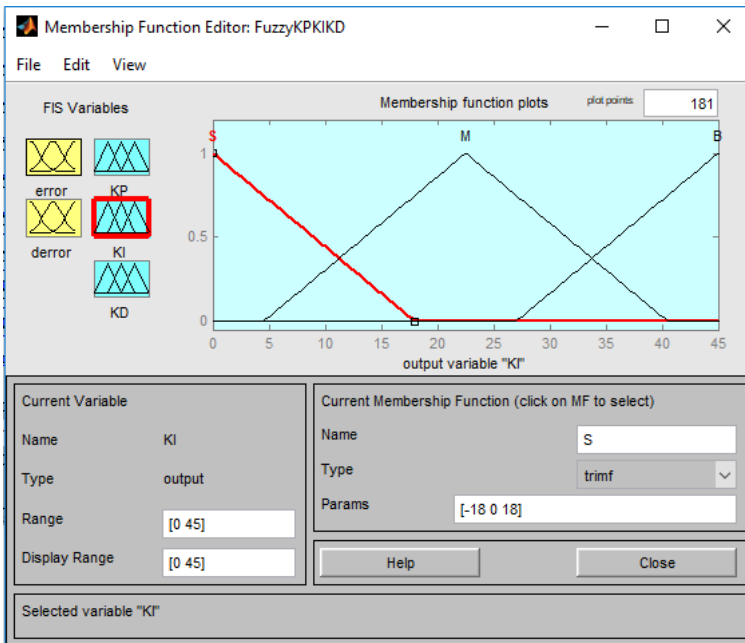 Membership Function Editor: FuzzyKPKIKD
File Edit View
FIS Variables
error
KP
derror
KI
KD
Membership function plots
plot points:
181
S
M
B
1
0.5
0
0 5 10 15 20 25 30 35 40 45
output variable "KI"
Current Variable
Name KI
Type output
Range [0 45]
Display Range [0 45]
Current Membership Function (click on MF to select)
Name S
Type trimf
Params [-18 0 18]
Help Close
Selected variable "KI"